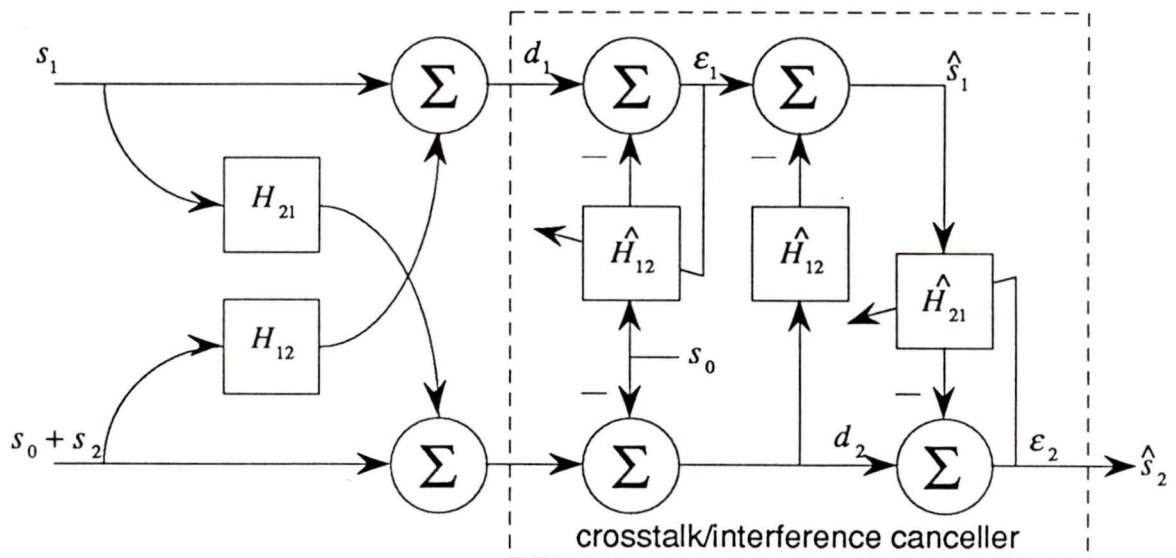 s₁
Σ
d₁
Σ
ε₁
Σ
ŝ₁
H₂₁
H₁₂
—
—
Ĥ₁₂
Ĥ₁₂
Ĥ₂₁
s₀
—
—
s₀ + s₂
Σ
Σ
d₂
Σ
ε₂
ŝ₂
crosstalk/interference canceller